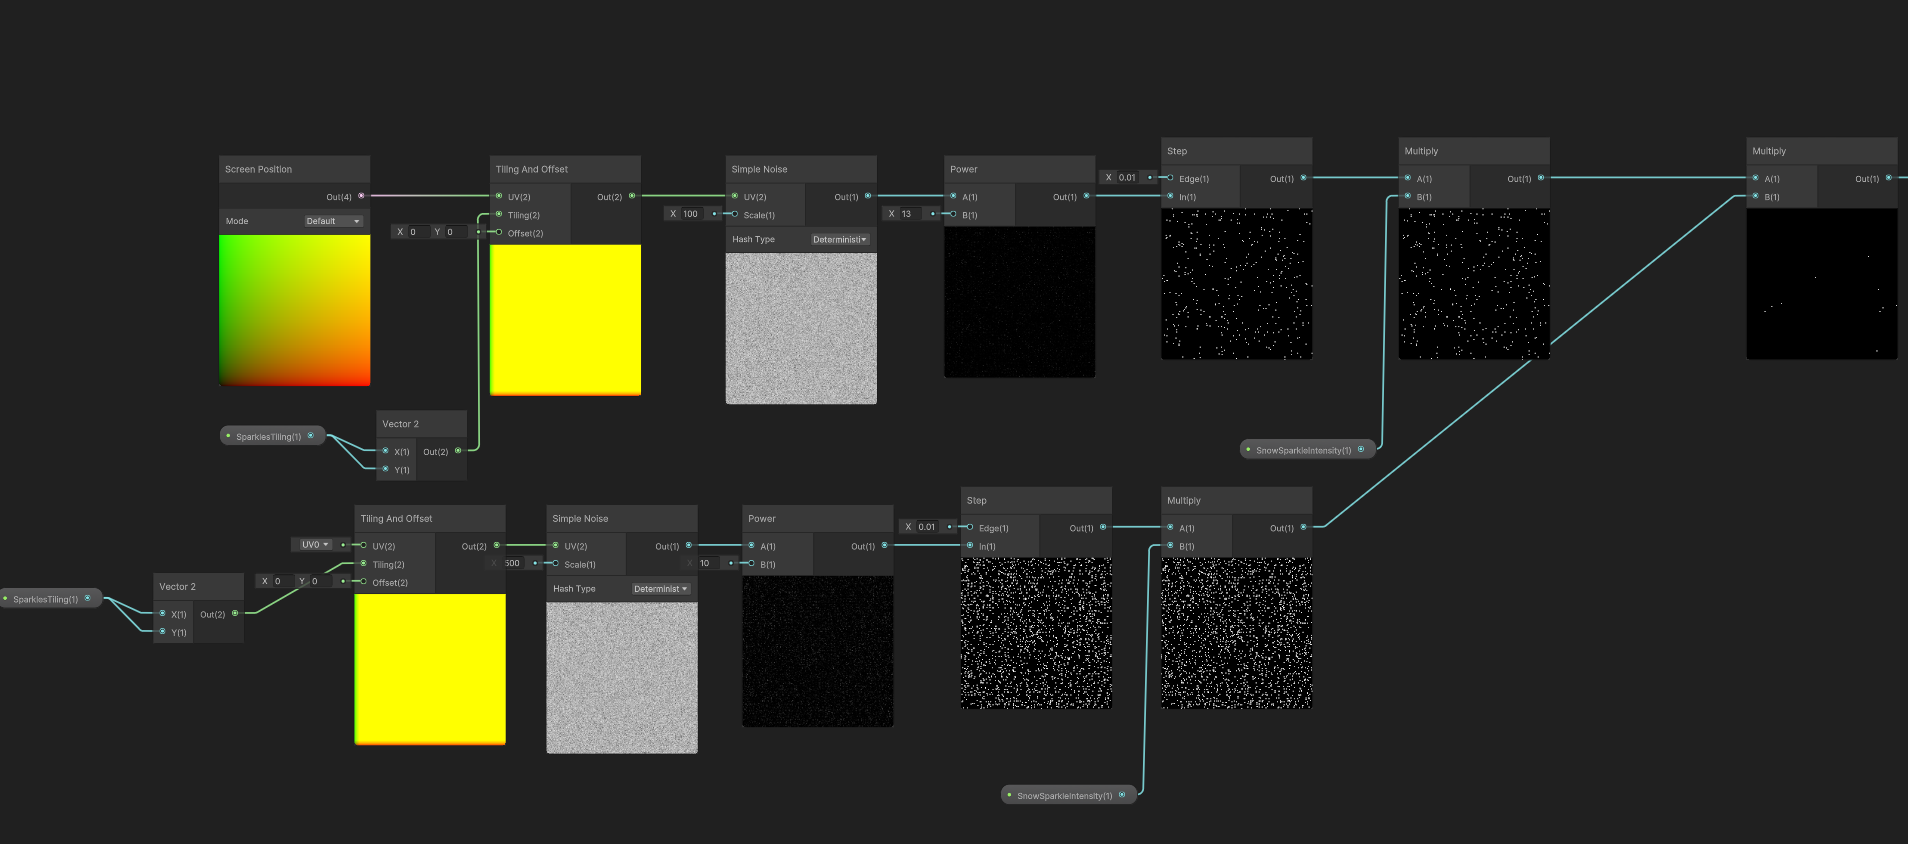 Screen Position
Out(4)
Mode
Default
Tiling And Offset
UV(2)
Out(2)
Tiling(2)
Offset(2)
X 0 Y 0
Simple Noise
UV(2)
Out(1)
Scale(1)
X 100
Hash Type
Deterministi
Power
A(1)
Out(1)
B(1)
X 13
Step
Edge(1)
Out(1)
In(1)
X 0.01
Multiply
A(1)
Out(1)
B(1)
Multiply
A(1)
Out(1)
B(1)
SparklesTiling(1)
Vector 2
X(1)
Out(2)
Y(1)
SnowSparkleIntensity(1)
SparklesTiling(1)
Vector 2
X(1)
Out(2)
Y(1)
Tiling And Offset
UV0
UV(2)
Out(2)
Tiling(2)
X 0 Y 0
Offset(2)
Simple Noise
UV(2)
Out(1)
X 500
Scale(1)
Hash Type
Determinist
Power
A(1)
Out(1)
X 10
B(1)
Step
X 0.01
Edge(1)
Out(1)
In(1)
Multiply
A(1)
Out(1)
B(1)
SnowSparkleIntensity(1)